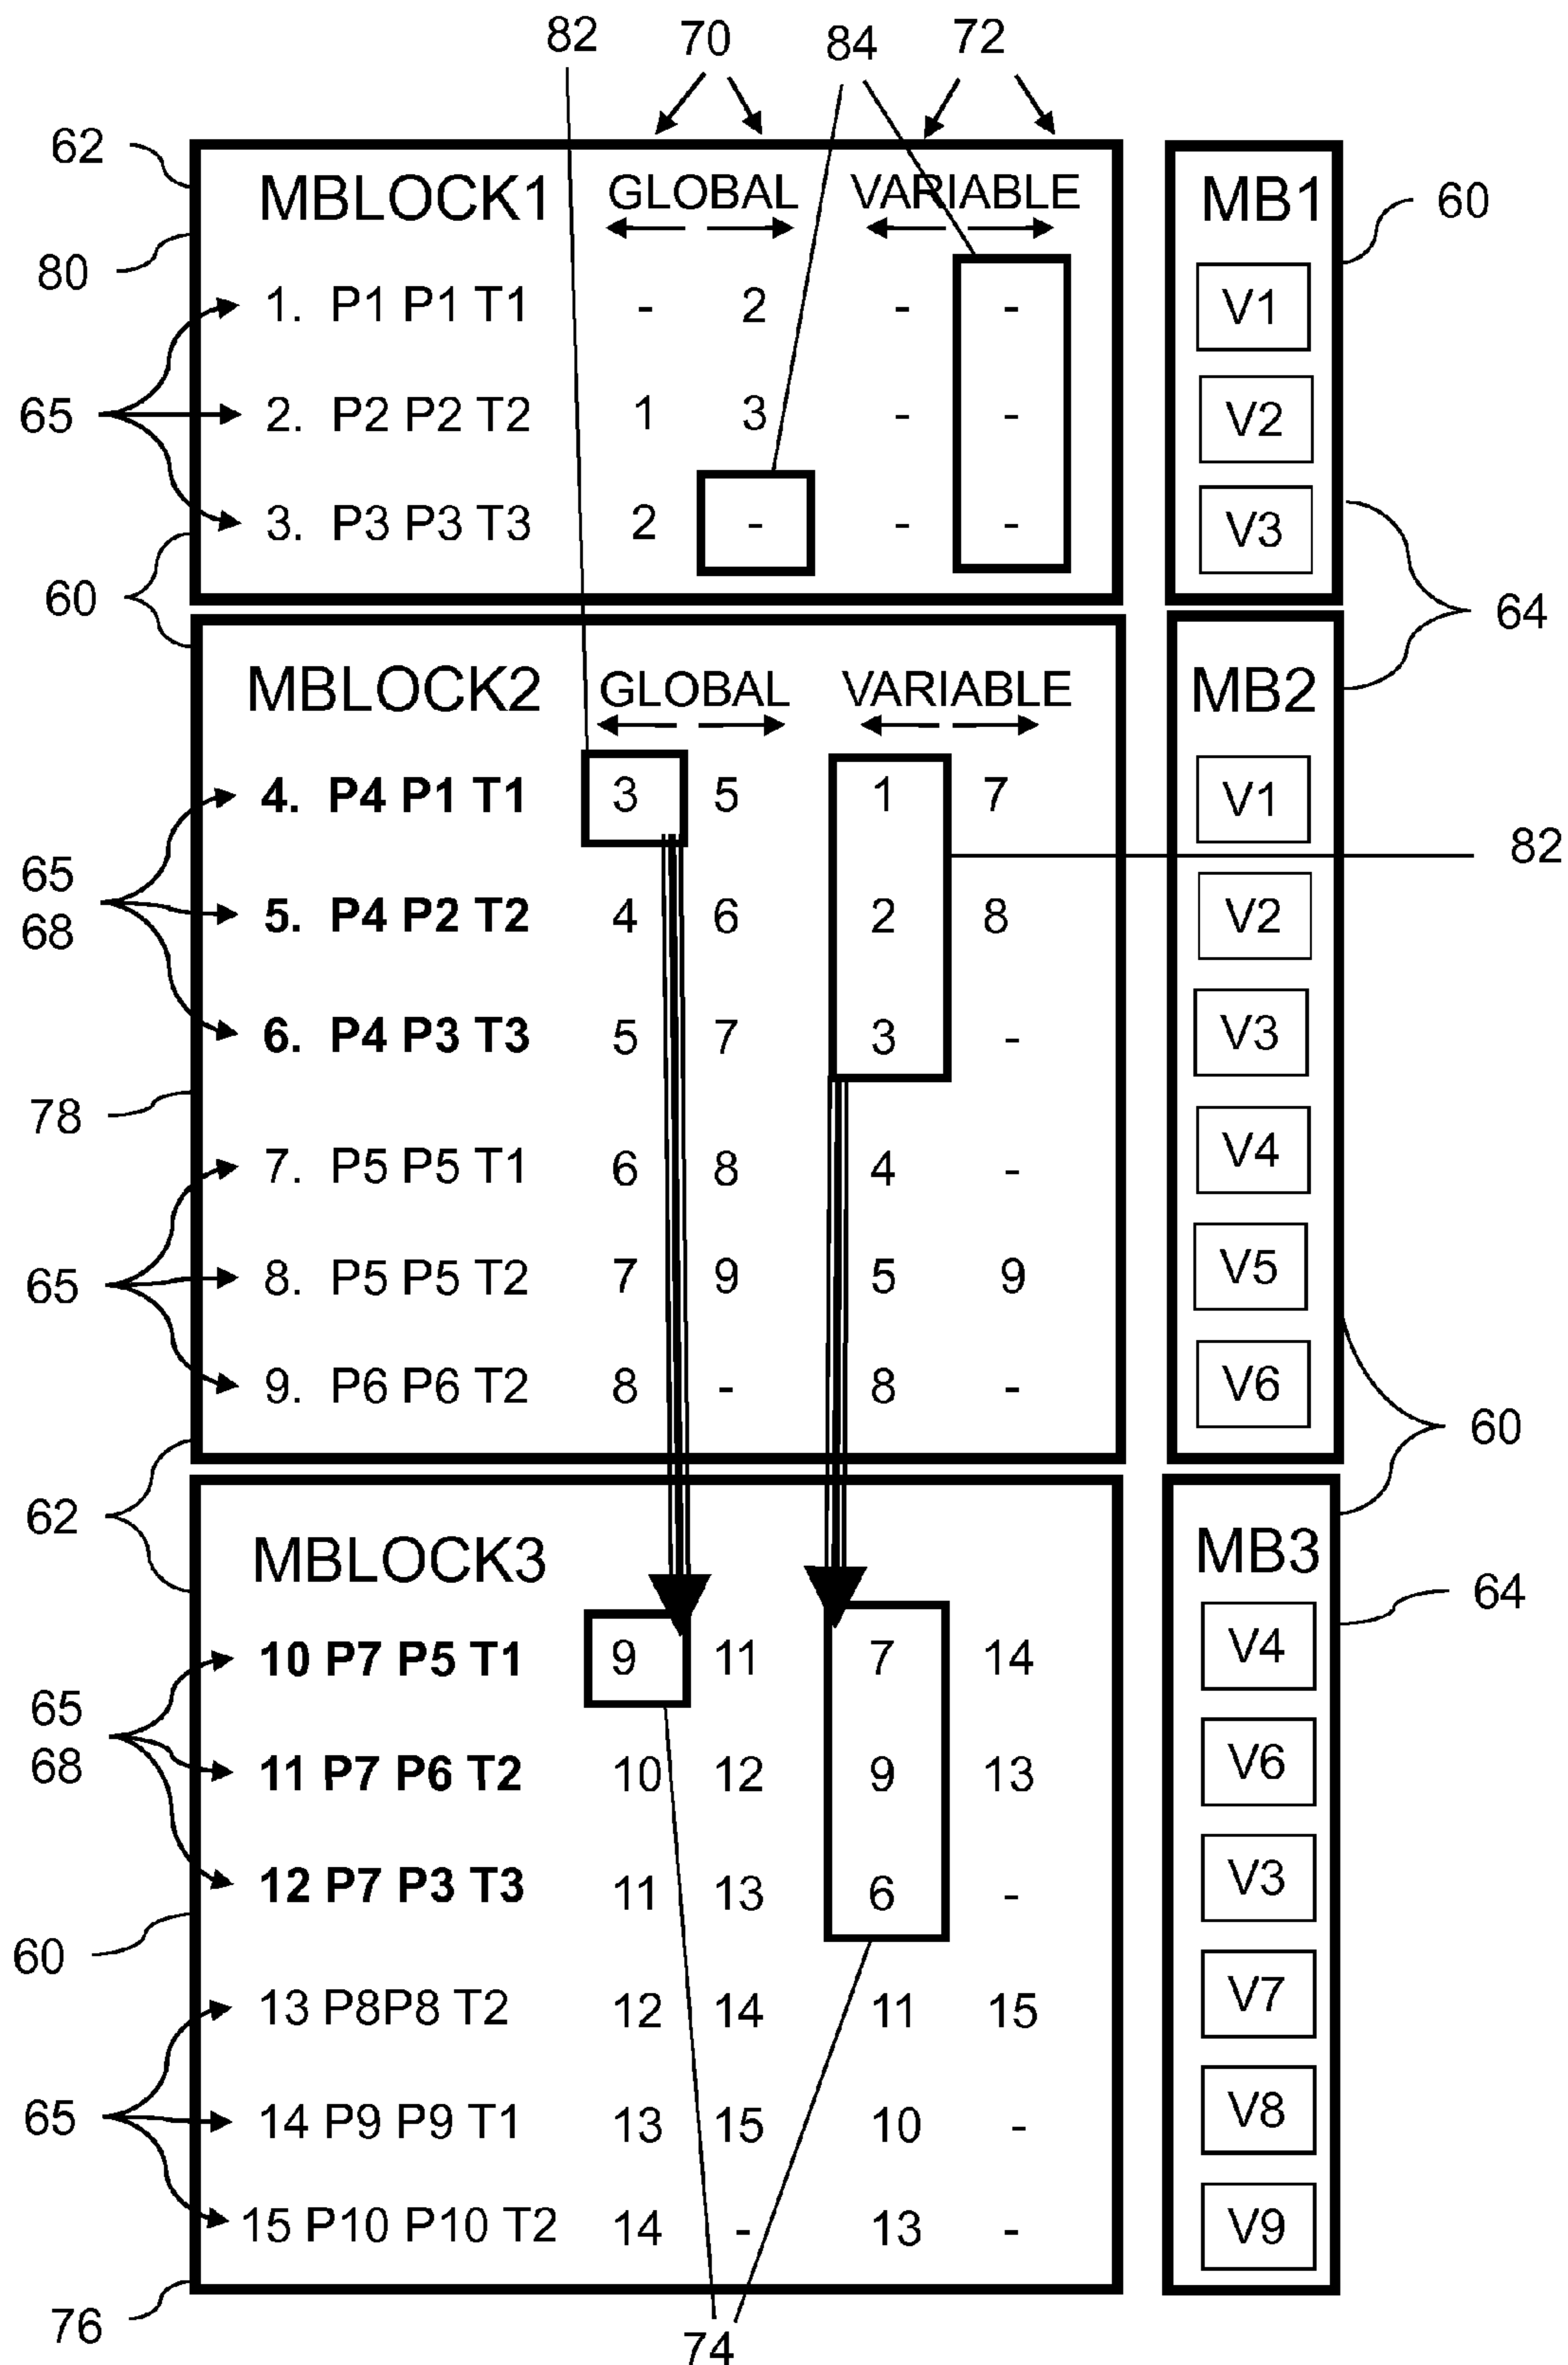 82 70 84 72
62
MBLOCK1 GLOBAL VARIABLE MB1 60
80
1. P1 P1 T1 - 2 - - V1
65 2. P2 P2 T2 1 3 - - V2
3. P3 P3 T3 2 - - - V3
60 64
MBLOCK2 GLOBAL VARIABLE MB2
4. P4 P1 T1 3 5 1 7 V1
82
65
5. P4 P2 T2 4 6 2 8 V2
68
6. P4 P3 T3 5 7 3 - V3
78
7. P5 P5 T1 6 8 4 - V4
65 8. P5 P5 T2 7 9 5 9 V5
9. P6 P6 T2 8 - 8 - V6
60
62
MBLOCK3 MB3
64
10 P7 P5 T1 9 11 7 14 V4
65
68
11 P7 P6 T2 10 12 9 13 V6
12 P7 P3 T3 11 13 6 - V3
60
13 P8P8 T2 12 14 11 15 V7
65 14 P9 P9 T1 13 15 10 - V8
15 P10 P10 T2 14 - 13 - V9
76
74